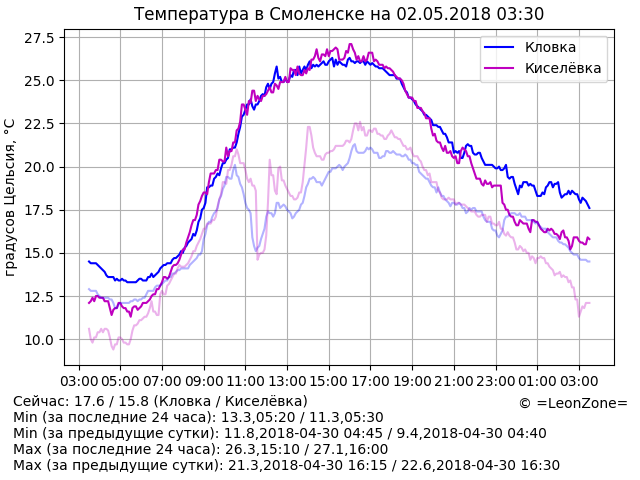 Температура в Смоленске на 02.05.2018 03:30
27.5
25.0
22.5
20.0
17.5
15.0
12.5
10.0
градусов Цельсия, °C
Кловка
Киселёвка
03:00 05:00 07:00 09:00 11:00 13:00 15:00 17:00 19:00 21:00 23:00 01:00 03:00
Сейчас: 17.6 / 15.8 (Кловка / Киселёвка)
© =LeonZone=
Min (за последние 24 часа): 13.3,05:20 / 11.3,05:30
Min (за предыдущие сутки): 11.8,2018-04-30 04:45 / 9.4,2018-04-30 04:40
Max (за последние 24 часа): 26.3,15:10 / 27.1,16:00
Max (за предыдущие сутки): 21.3,2018-04-30 16:15 / 22.6,2018-04-30 16:30